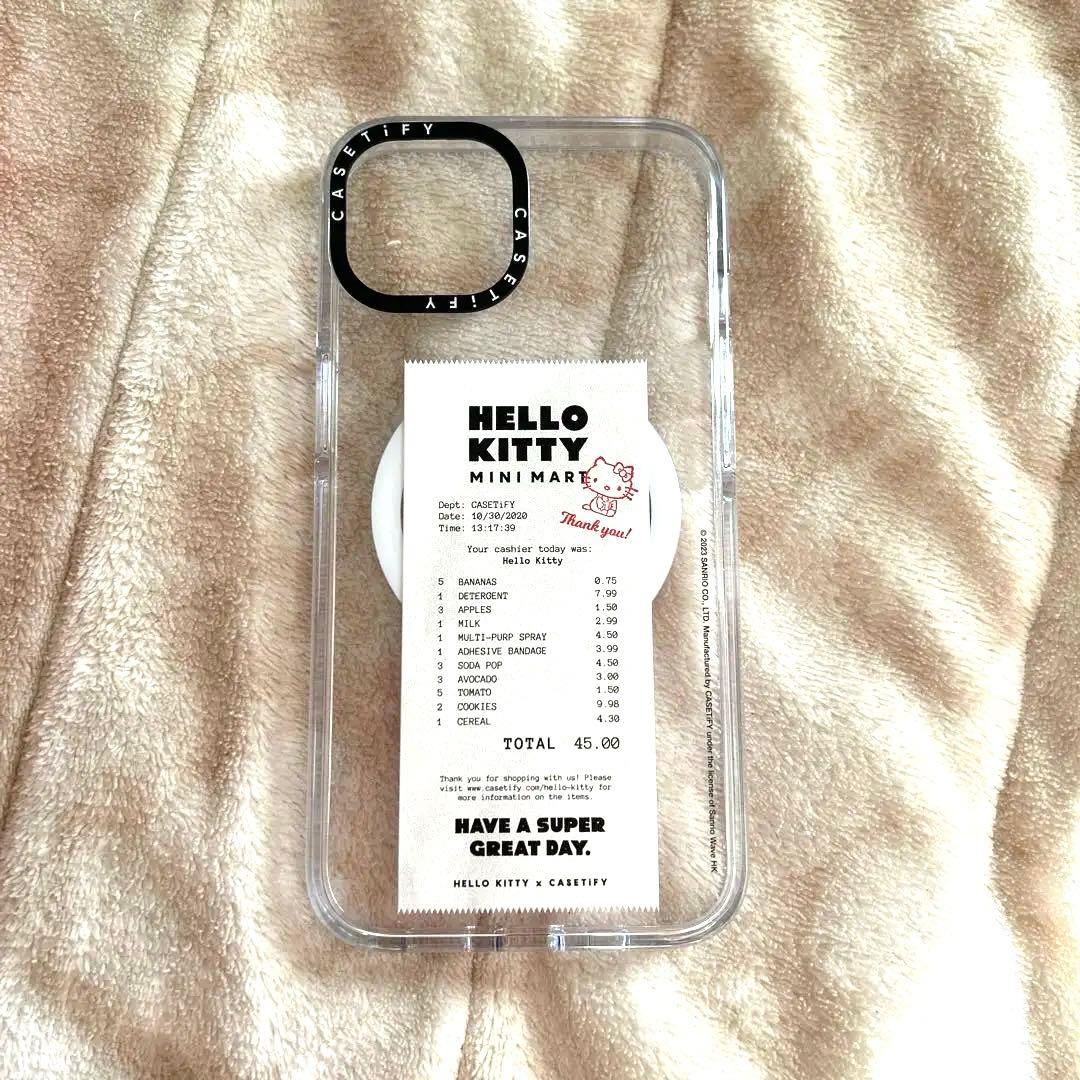 CASETiFY
CASETiFY
HELLO
KITTY
MINI MART
Thank you!
Dept: CASETiFY
Date: 10/30/2020
Time: 13:17:39
Your cashier today was:
Hello Kitty
5 BANANAS 0.75
1 DETERGENT 7.99
3 APPLES 1.50
1 MILK 2.99
1 MULTI-PURP SPRAY 4.50
1 ADHESIVE BANDAGE 3.99
3 SODA POP 4.50
3 AVOCADO 3.00
5 TOMATO 1.50
2 COOKIES 9.98
1 CEREAL 4.30
TOTAL 45.00
Thank you for shopping with us! Please
visit www.casetify.com/hello-kitty for
more information on the items.
HAVE A SUPER
GREAT DAY.
HELLO KITTY x CASETiFY
© 2023 SANRIO CO., LTD. Manufactured by CASETiFY under the license of Sanrio Wave HK